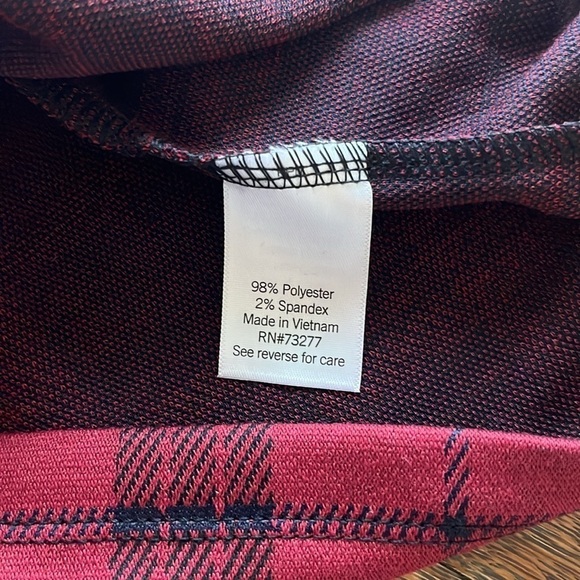 98% Polyester
2% Spandex
Made in Vietnam
RN#73277
See reverse for care